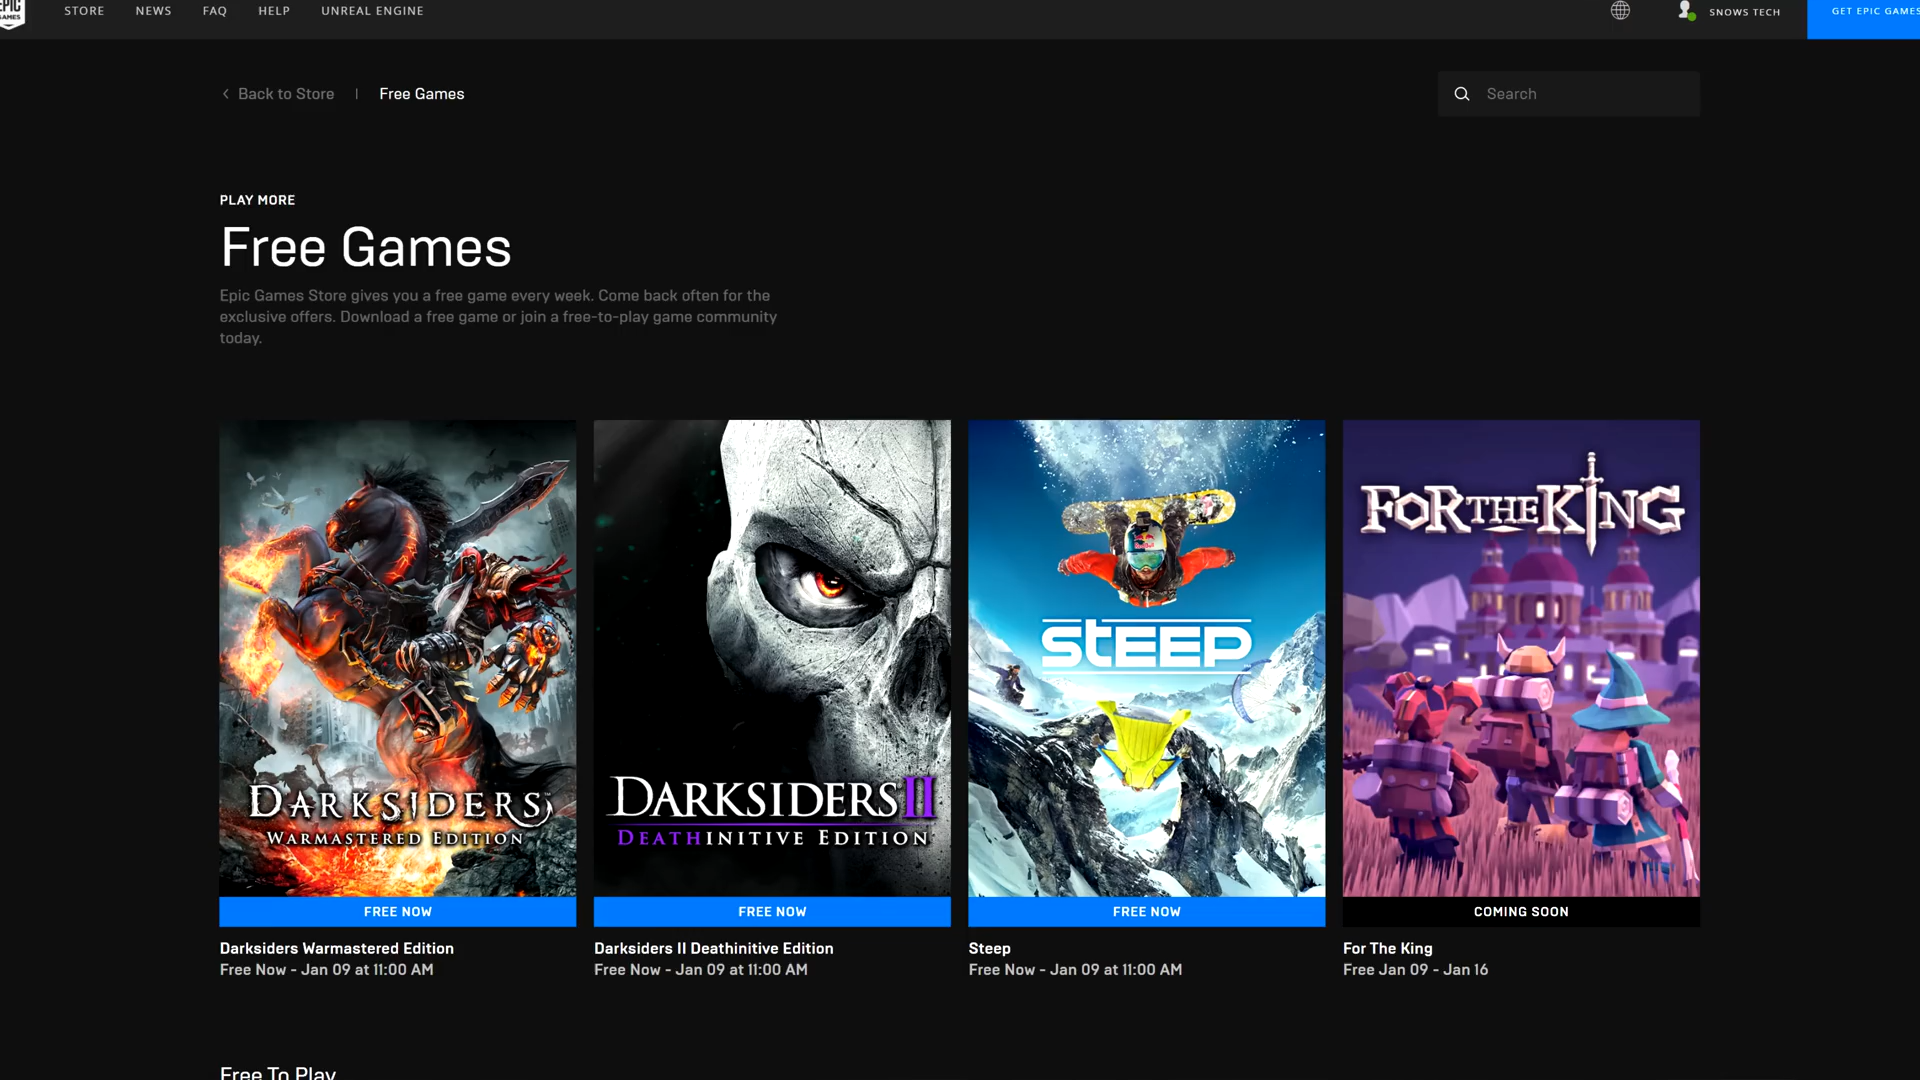 EPIC
GAMES
STORE
NEWS
FAQ
HELP
UNREAL ENGINE
SNOWS TECH
GET EPIC GAMES
Back to Store
Free Games
Search
PLAY MORE
Free Games
Epic Games Store gives you a free game every week. Come back often for the
exclusive offers. Download a free game or join a free-to-play game community
today.
DARKSIDERS
WARMASTERED EDITION
FREE NOW
Darksiders Warmastered Edition
Free Now - Jan 09 at 11:00 AM
DARKSIDERS II
DEATHINITIVE EDITION
FREE NOW
Darksiders II Deathinitive Edition
Free Now - Jan 09 at 11:00 AM
STEEP
FREE NOW
Steep
Free Now - Jan 09 at 11:00 AM
FOR THE KING
COMING SOON
For The King
Free Jan 09 - Jan 16
Free To Play